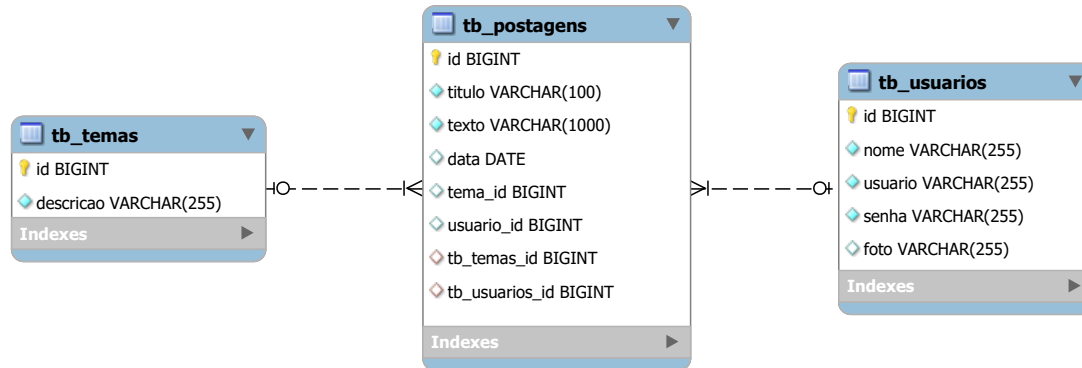 tb_temas
id BIGINT
descricao VARCHAR(255)
Indexes
tb_postagens
id BIGINT
titulo VARCHAR(100)
texto VARCHAR(1000)
data DATE
tema_id BIGINT
usuario_id BIGINT
tb_temas_id BIGINT
tb_usuarios_id BIGINT
Indexes
tb_usuarios
id BIGINT
nome VARCHAR(255)
usuario VARCHAR(255)
senha VARCHAR(255)
foto VARCHAR(255)
Indexes